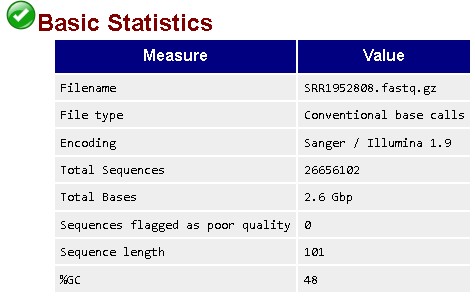 Basic Statistics
Measure Value
Filename SRR1952808.fastq.gz
File type Conventional base calls
Encoding Sanger / Illumina 1.9
Total Sequences 26656102
Total Bases 2.6 Gbp
Sequences flagged as poor quality 0
Sequence length 101
%GC 48